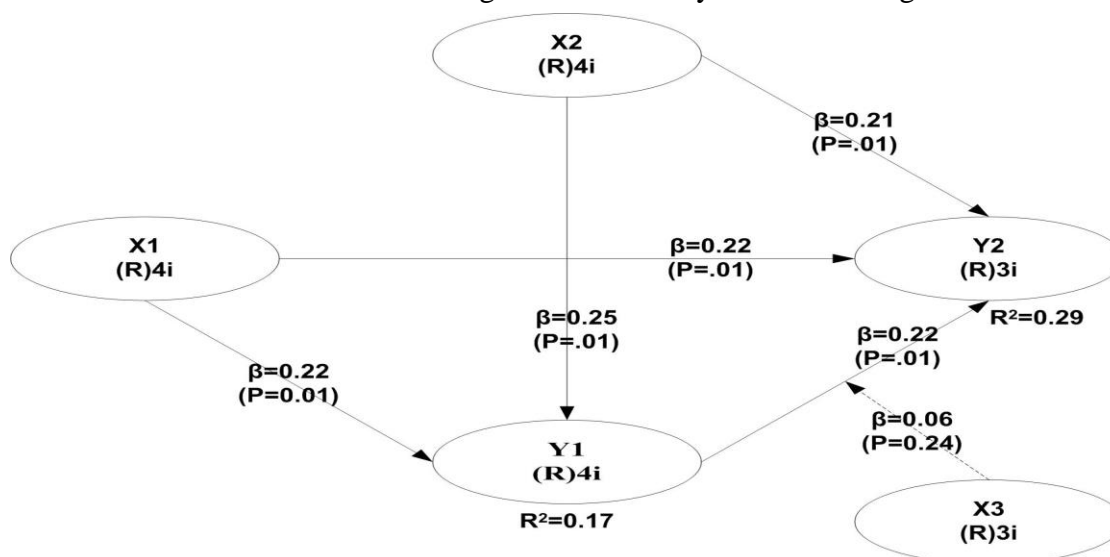 X2
(R)4i
β=0.21
(P=.01)
X1
(R)4i
β=0.22
(P=.01)
Y2
(R)3i
R²=0.29
β=0.25
(P=.01)
β=0.22
(P=.01)
β=0.22
(P=0.01)
β=0.06
(P=0.24)
Y1
(R)4i
R²=0.17
X3
(R)3i